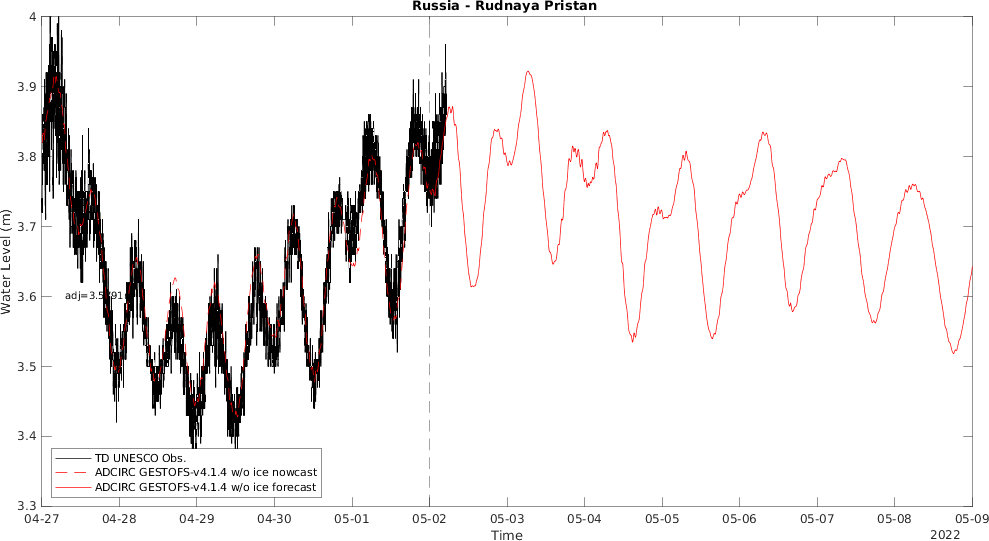 Russia - Rudnaya Pristan
4
3.9
3.8
3.7
3.6
3.5
3.4
3.3
Water Level (m)
TD UNESCO Obs.
ADCIRC GESTOFS-v4.1.4 w/o ice nowcast
ADCIRC GESTOFS-v4.1.4 w/o ice forecast
04-27 04-28 04-29 04-30 05-01 05-02 05-03 05-04 05-05 05-06 05-07 05-08 05-09
Time
2022